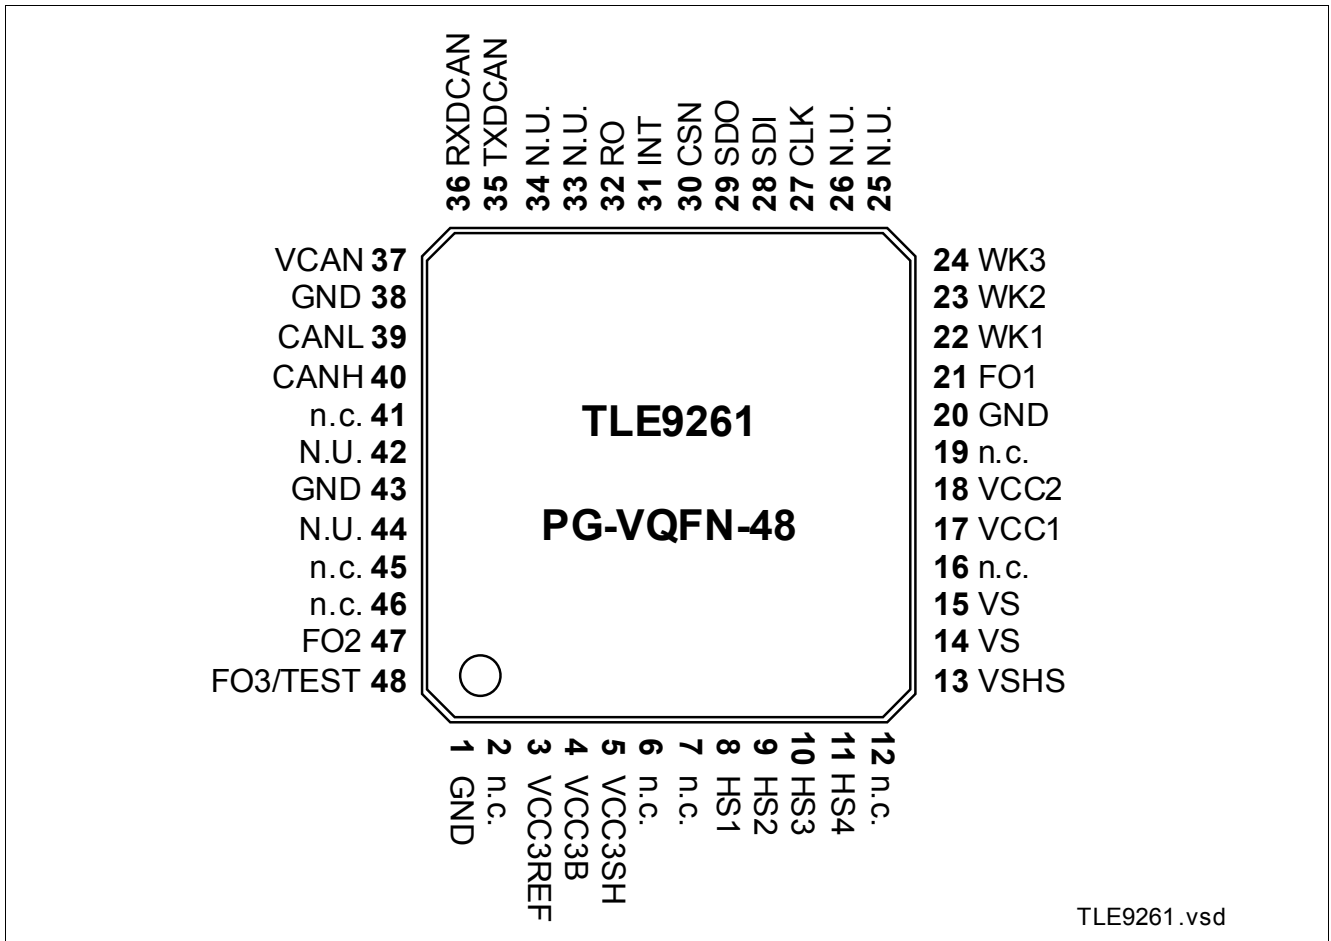 36 RXDCAN
35 TXDCAN
34 N.U.
33 N.U.
32 RO
31 INT
30 CSN
29 SDO
28 SDI
27 CLK
26 N.U.
25 N.U.
VCAN 37
GND 38
CANL 39
CANH 40
n.c. 41
N.U. 42
GND 43
N.U. 44
n.c. 45
n.c. 46
FO2 47
FO3/TEST 48
TLE9261
PG-VQFN-48
24 WK3
23 WK2
22 WK1
21 FO1
20 GND
19 n.c.
18 VCC2
17 VCC1
16 n.c.
15 VS
14 VS
13 VSHS
1 GND
2 n.c.
3 VCC3REF
4 VCC3B
5 VCC3SH
6 n.c.
7 n.c.
8 HS1
9 HS2
10 HS3
11 HS4
12 n.c.
TLE9261.vsd